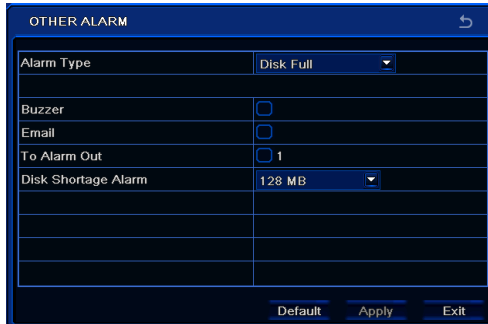 OTHER ALARM
Alarm Type Disk Full
Buzzer
Email
To Alarm Out 1
Disk Shortage Alarm 128 MB
Default Apply Exit